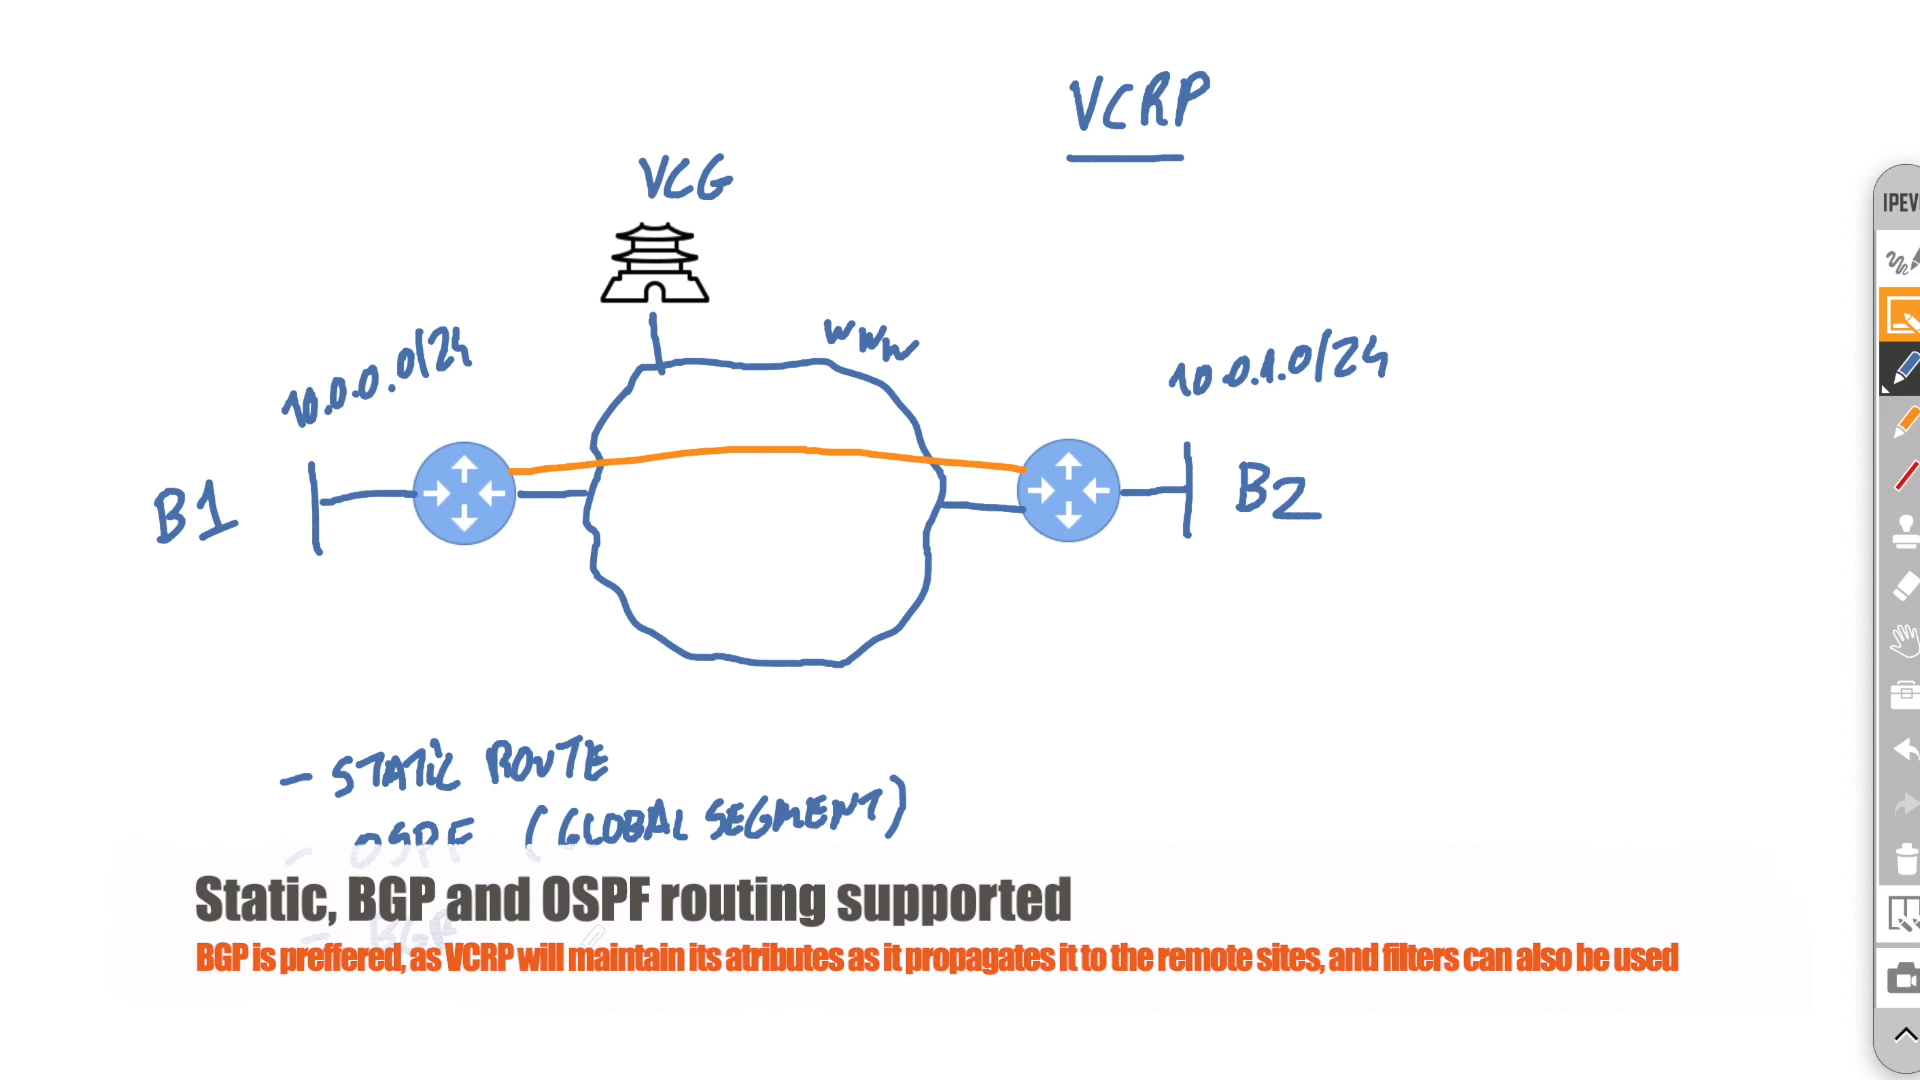 VCRP
VCG
www
10.0.0.0/24
10.0.1.0/24
B1
B2
IPEV
- STATIC ROUTE
- OSPF (GLOBAL SEGMENT)
- BGP
Static, BGP and OSPF routing supported
BGP is preffered, as VCRP will maintain its atributes as it propagates it to the remote sites, and filters can also be used